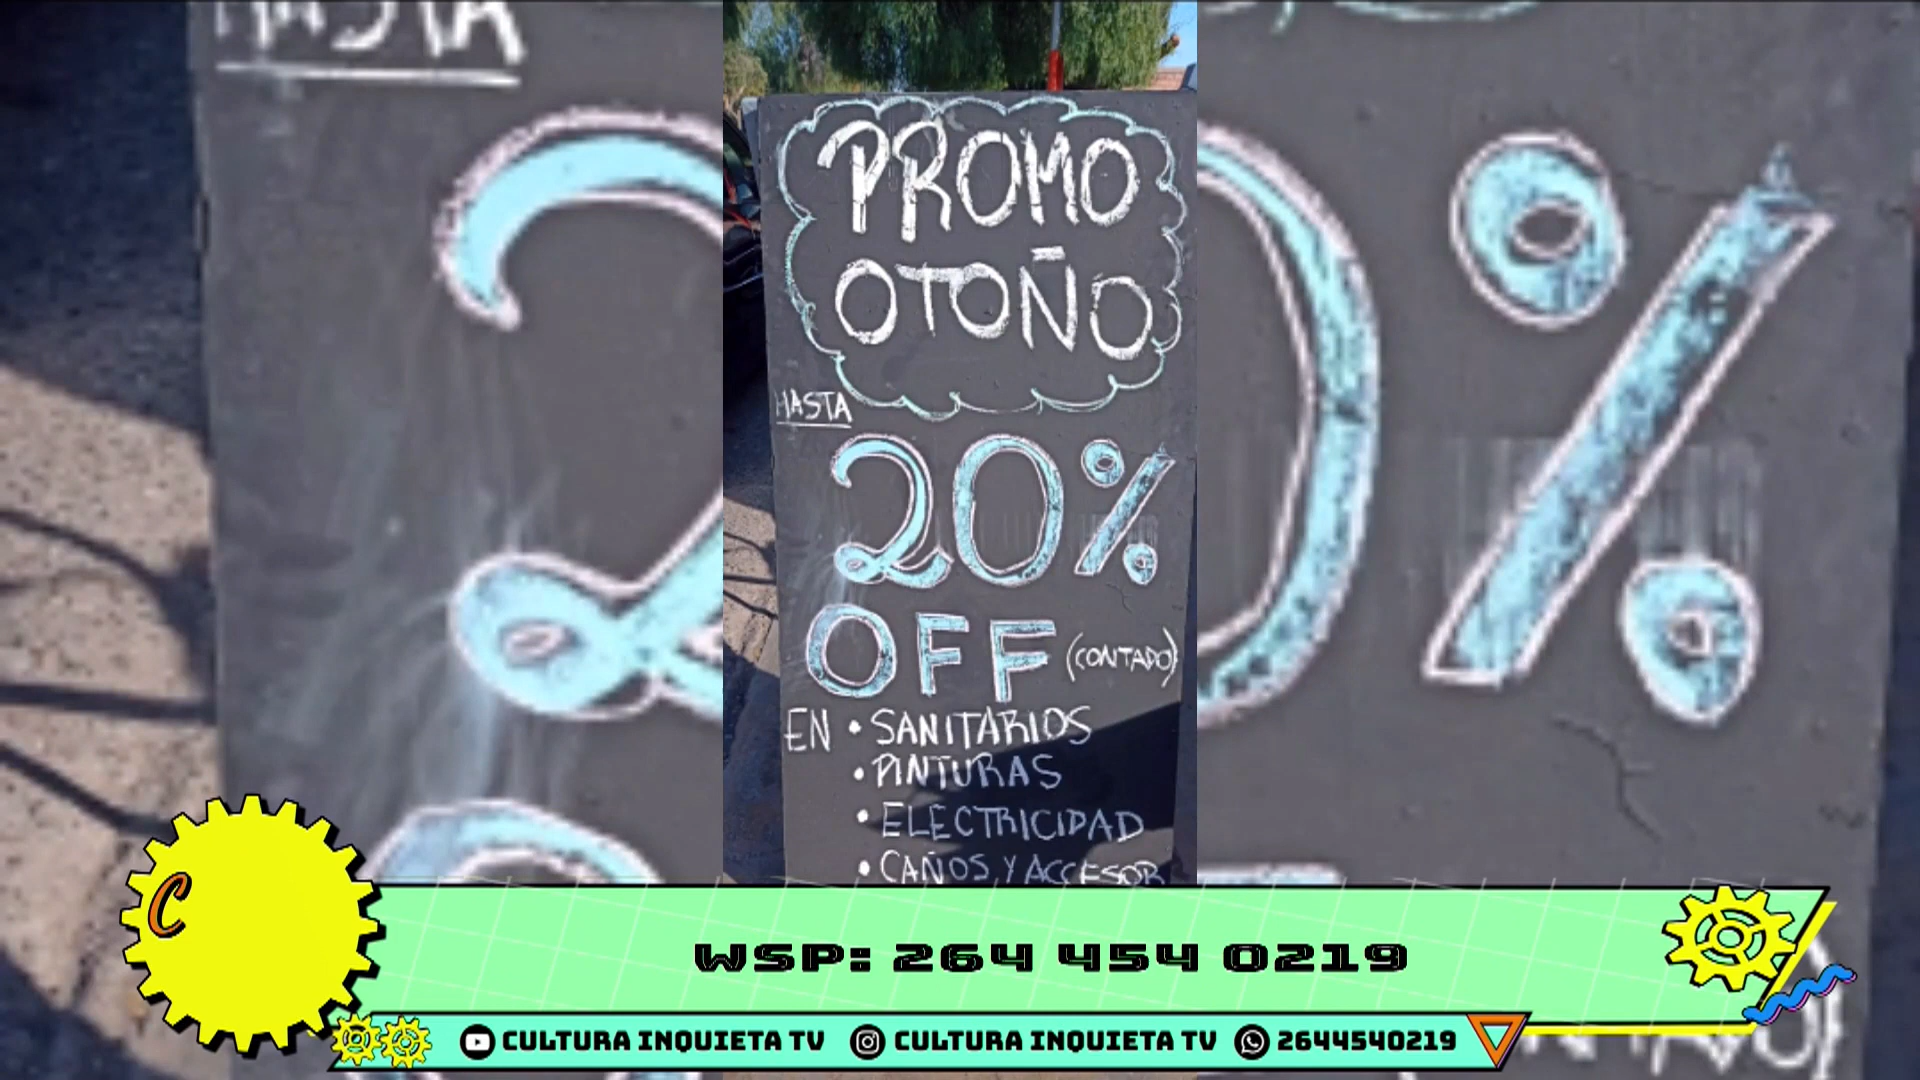 PROMO
OTOÑO
HASTA
20%
OFF (CONTADO)
EN • SANITARIOS
• PINTURAS
• ELECTRICIDAD
• CAÑOS Y ACCESOR
C
WSP: 264 454 0219
CULTURA INQUIETA TV CULTURA INQUIETA TV 2644540219